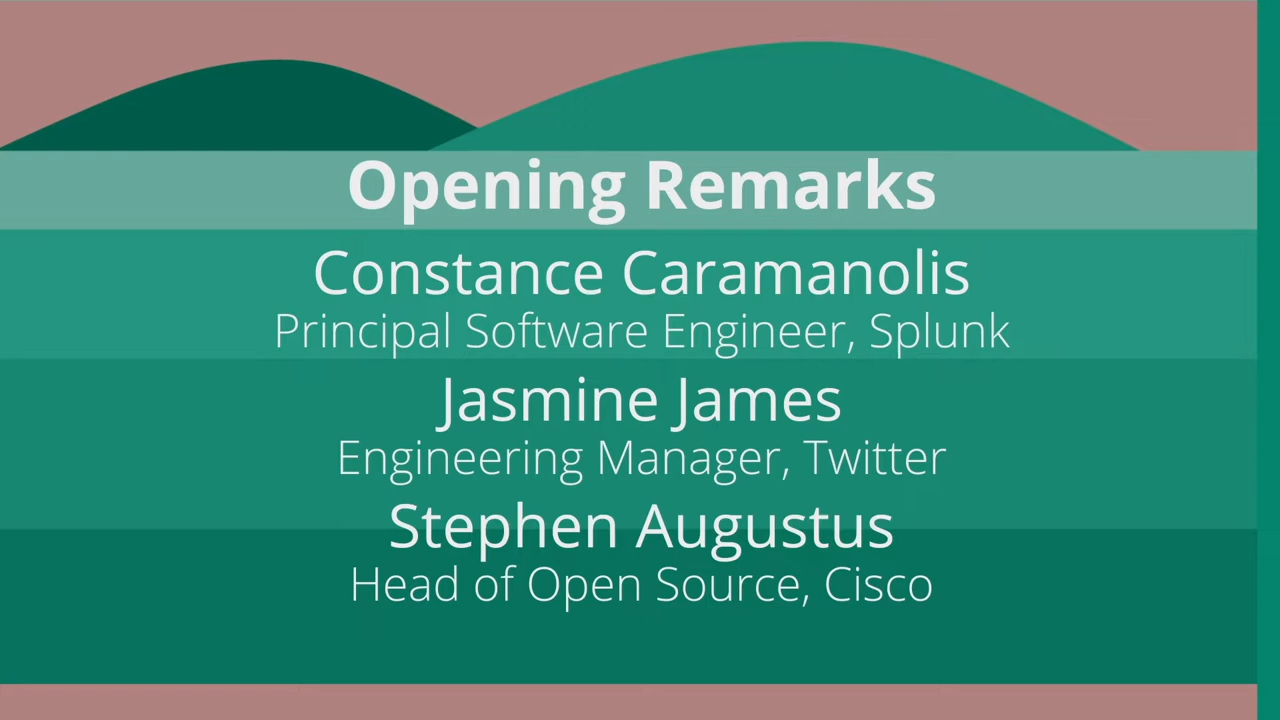 Opening Remarks
Constance Caramanolis
Principal Software Engineer, Splunk
Jasmine James
Engineering Manager, Twitter
Stephen Augustus
Head of Open Source, Cisco